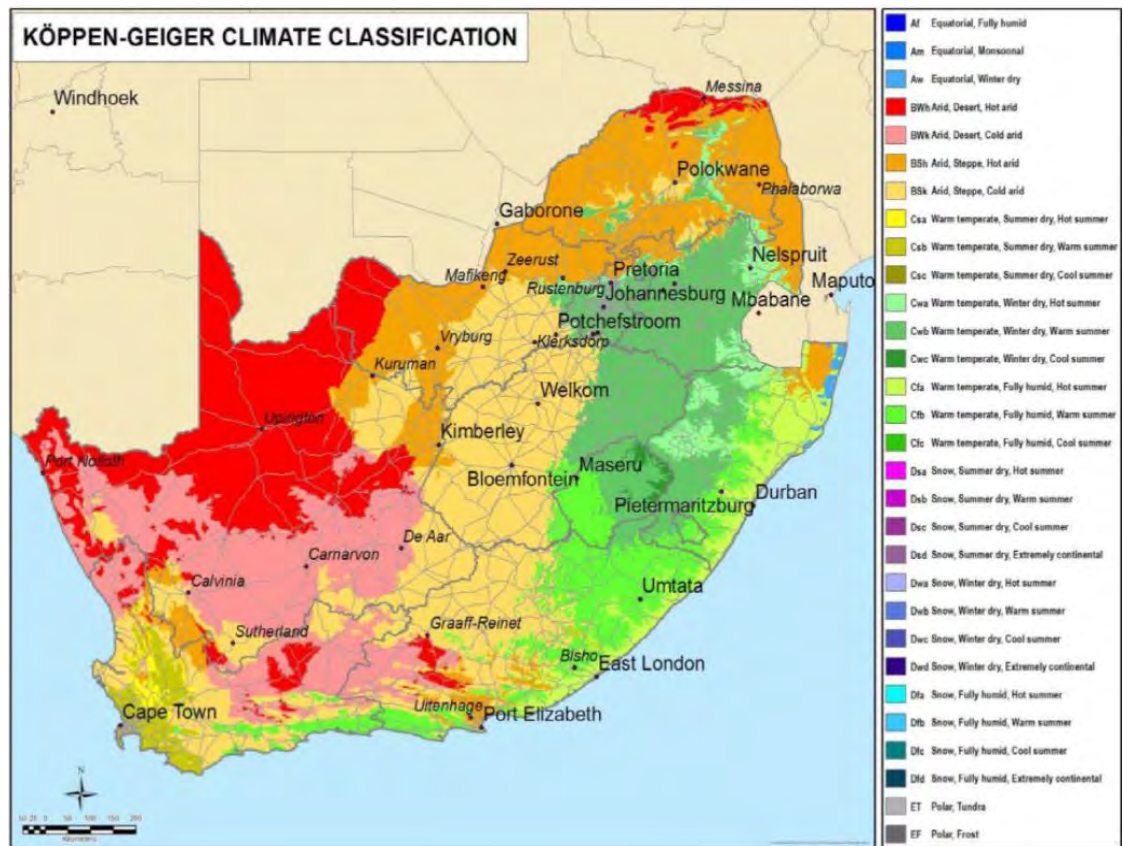 KÖPPEN-GEIGER CLIMATE CLASSIFICATION
Windhoek
Messina
Polokwane
Phalaborwa
Gaborone
Zeerust
Nelspruit
Mafikeng
Pretoria
Rustenburg
Johannesburg
Maputo
Mbabane
Potchefstroom
Vryburg
Klerksdorp
Kuruman
Welkom
Upington
Kimberley
Port Nolloth
Bloemfontein
Maseru
Pietermaritzburg
Durban
De Aar
Carnarvon
Calvinia
Umtata
Sutherland
Graaff-Reinet
Bisho
East London
Uitenhage
Cape Town
Port Elizabeth
N
Kilometers
Af Equatorial, Fully humid
Am Equatorial, Monsoonal
Aw Equatorial, Winter dry
BWh Arid, Desert, Hot arid
BWk Arid, Desert, Cold arid
BSh Arid, Steppe, Hot arid
BSk Arid, Steppe, Cold arid
Csa Warm temperate, Summer dry, Hot summer
Csb Warm temperate, Summer dry, Warm summer
Csc Warm temperate, Summer dry, Cool summer
Cwa Warm temperate, Winter dry, Hot summer
Cwb Warm temperate, Winter dry, Warm summer
Cwc Warm temperate, Winter dry, Cool summer
Cfa Warm temperate, Fully humid, Hot summer
Cfb Warm temperate, Fully humid, Warm summer
Cfc Warm temperate, Fully humid, Cool summer
Dsa Snow, Summer dry, Hot summer
Dsb Snow, Summer dry, Warm summer
Dsc Snow, Summer dry, Cool summer
Dsd Snow, Summer dry, Extremely continental
Dwa Snow, Winter dry, Hot summer
Dwb Snow, Winter dry, Warm summer
Dwc Snow, Winter dry, Cool summer
Dwd Snow, Winter dry, Extremely continental
Dfa Snow, Fully humid, Hot summer
Dfb Snow, Fully humid, Warm summer
Dfc Snow, Fully humid, Cool summer
Dfd Snow, Fully humid, Extremely continental
ET Polar, Tundra
EF Polar, Frost